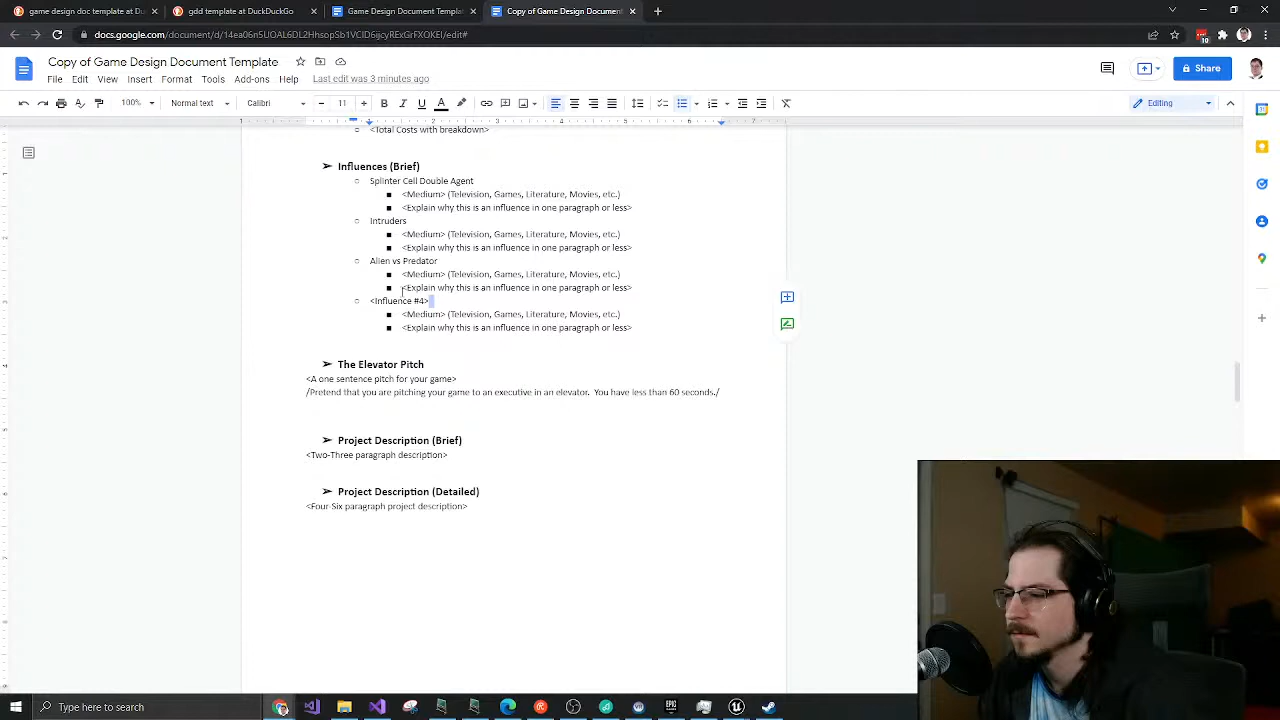 game design doc template at Du
gdd template at DuckDuckGo
Game Design Document Template
Copy of Game Design Document
docs.google.com/document/d/
/edit#
10
Copy of Game Design Document Template
File Edit View Insert Format Tools Add-ons Help Last edit was 3 minutes ago
Share
100% Normal text Calibri 11 Editing
<Total Costs with breakdown>
Influences (Brief)
Splinter Cell Double Agent
<Medium> (Television, Games, Literature, Movies, etc.)
<Explain why this is an influence in one paragraph or less>
Intruders
<Medium> (Television, Games, Literature, Movies, etc.)
<Explain why this is an influence in one paragraph or less>
Alien vs Predator
<Medium> (Television, Games, Literature, Movies, etc.)
<Explain why this is an influence in one paragraph or less>
<Influence #4>
<Medium> (Television, Games, Literature, Movies, etc.)
<Explain why this is an influence in one paragraph or less>
The Elevator Pitch
<A one sentence pitch for your game>
/Pretend that you are pitching your game to an executive in an elevator. You have less than 60 seconds./
Project Description (Brief)
<Two-Three paragraph description>
Project Description (Detailed)
<Four-Six paragraph project description>
Type here to search